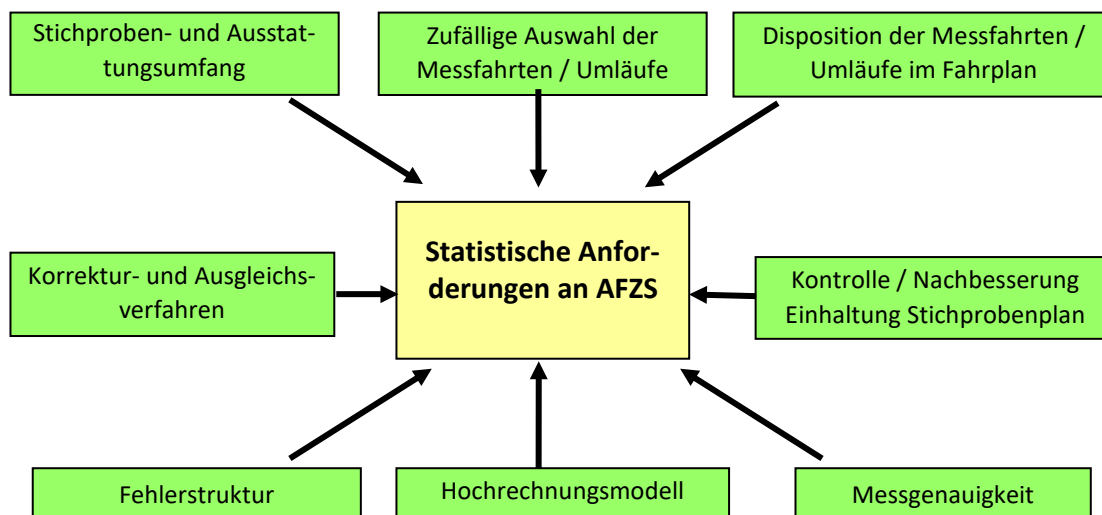 Stichproben- und Ausstat-
tungsumfang
Zufällige Auswahl der
Messfahrten / Umläufe
Disposition der Messfahrten /
Umläufe im Fahrplan
Korrektur- und Ausgleichs-
verfahren
Statistische Anfor-
derungen an AFZS
Kontrolle / Nachbesserung
Einhaltung Stichprobenplan
Fehlerstruktur
Hochrechnungsmodell
Messgenauigkeit